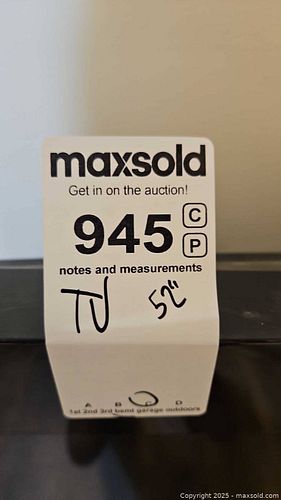 maxsold
Get in on the auction!
945 C
P
notes and measurements
TV 52"
A B C D
1st 2nd 3rd bsmt garage outdoors
Copyright 2025 - maxsold.com